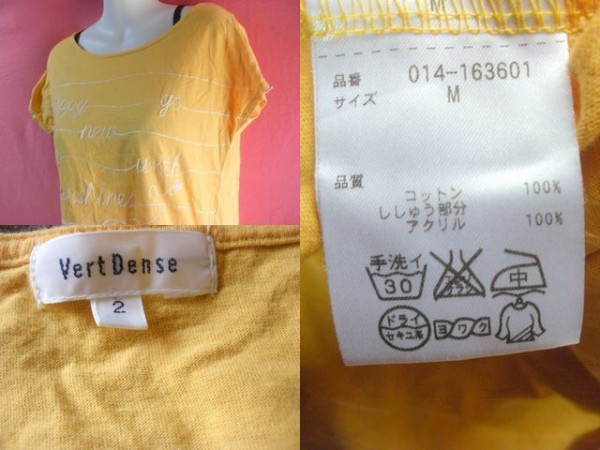 new
wish
M
品番 014-163601
サイズ M
品質
コットン 100%
ししゅう部分
アクリル 100%
手洗イ
30
中
ドライ
セキユ系
ヨワク
Vert Dense
2